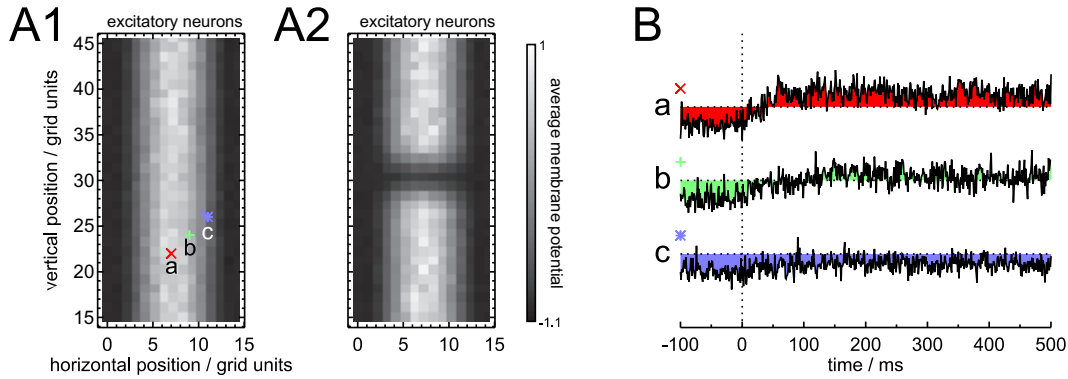 A1
excitatory neurons
45
40
35
30
25
20
15
vertical position/ grid units
a
b
c
0 5 10 15
horizontal position / grid units
A2
excitatory neurons
0 5 10 15
1
-1.1
average membrane potential
B
a
b
c
-100 0 100 200 300 400 500
time / ms